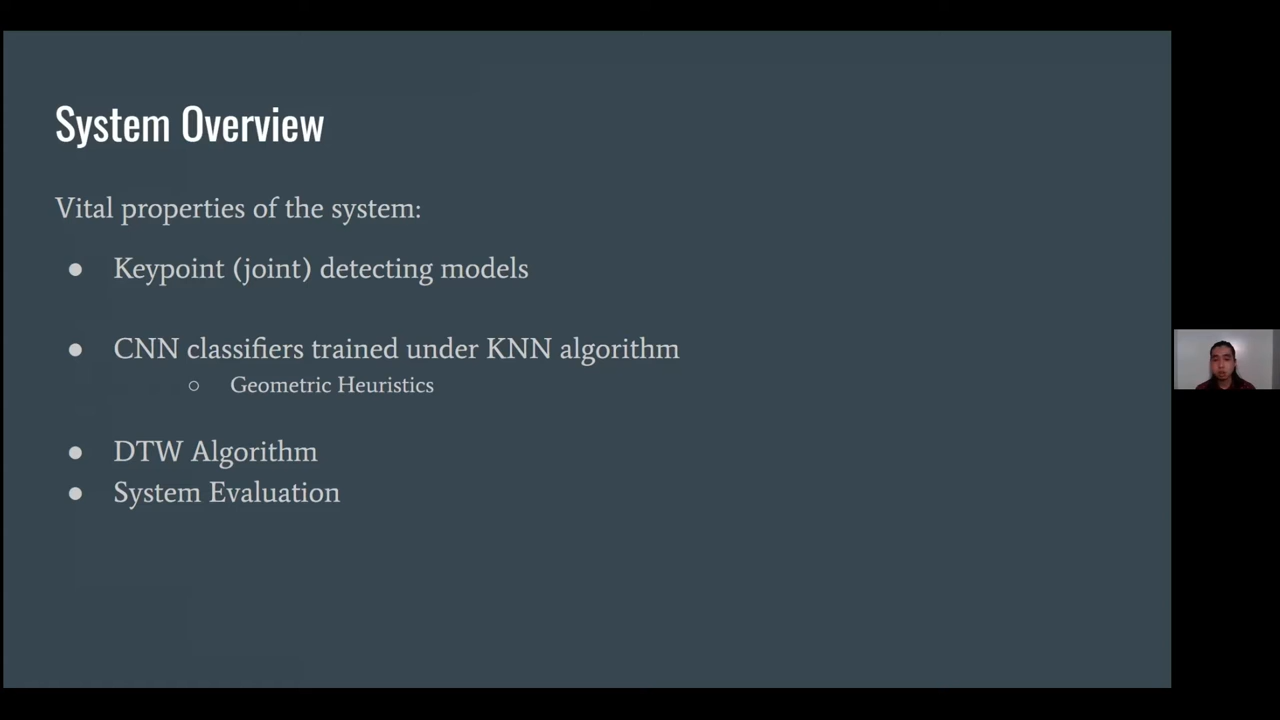 System Overview
Vital properties of the system:
● Keypoint (joint) detecting models
● CNN classifiers trained under KNN algorithm
○ Geometric Heuristics
● DTW Algorithm
● System Evaluation